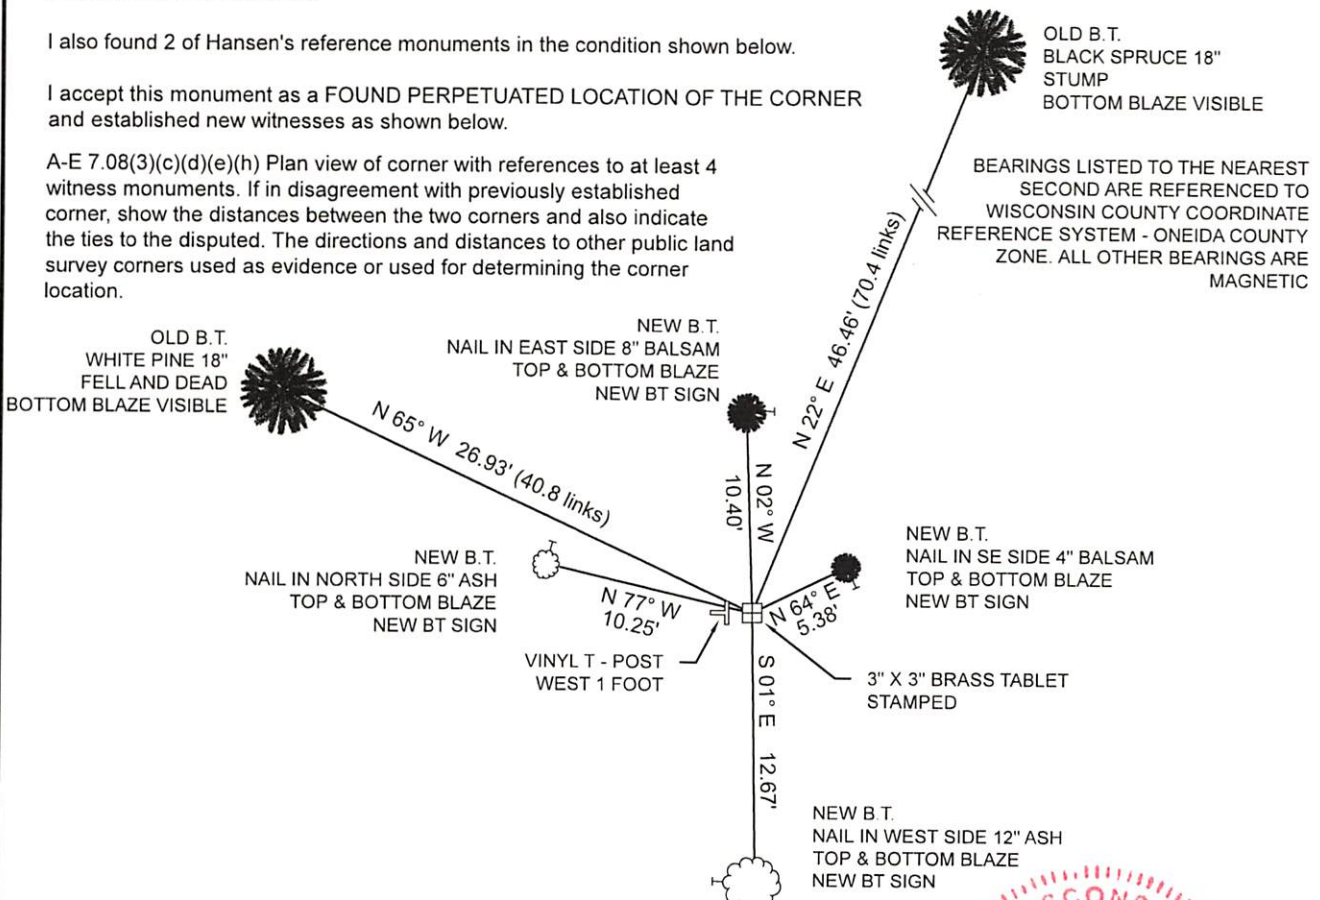 I also found 2 of Hansen's reference monuments in the condition shown below.
I accept this monument as a FOUND PERPETUATED LOCATION OF THE CORNER
and established new witnesses as shown below.
A-E 7.08(3)(c)(d)(e)(h) Plan view of corner with references to at least 4
witness monuments. If in disagreement with previously established
corner, show the distances between the two corners and also indicate
the ties to the disputed. The directions and distances to other public land
survey corners used as evidence or used for determining the corner
location.
OLD B.T.
BLACK SPRUCE 18"
STUMP
BOTTOM BLAZE VISIBLE
BEARINGS LISTED TO THE NEAREST
SECOND ARE REFERENCED TO
WISCONSIN COUNTY COORDINATE
REFERENCE SYSTEM - ONEIDA COUNTY
ZONE. ALL OTHER BEARINGS ARE
MAGNETIC
N 22° E 46.46' (70.4 links)
OLD B.T.
WHITE PINE 18"
FELL AND DEAD
BOTTOM BLAZE VISIBLE
N 65° W 26.93' (40.8 links)
NEW B.T.
NAIL IN EAST SIDE 8" BALSAM
TOP & BOTTOM BLAZE
NEW BT SIGN
N 02° W
10.40'
NEW B.T.
NAIL IN NORTH SIDE 6" ASH
TOP & BOTTOM BLAZE
NEW BT SIGN
N 77° W
10.25'
NEW B.T.
NAIL IN SE SIDE 4" BALSAM
TOP & BOTTOM BLAZE
NEW BT SIGN
N 64° E
5.38'
VINYL T - POST
WEST 1 FOOT
3" X 3" BRASS TABLET
STAMPED
S 01° E 12.67'
NEW B.T.
NAIL IN WEST SIDE 12" ASH
TOP & BOTTOM BLAZE
NEW BT SIGN